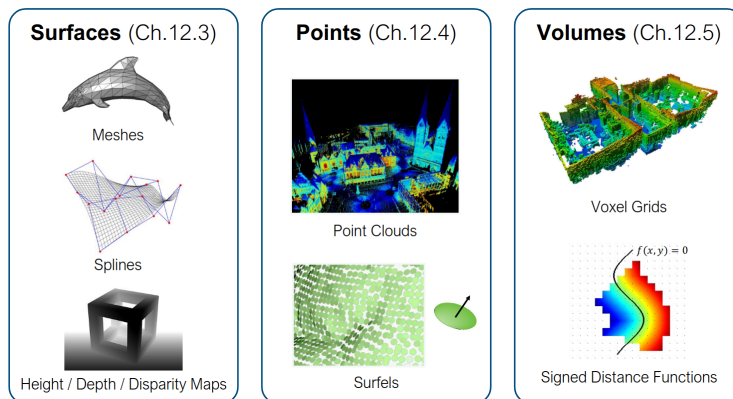 Surfaces (Ch.12.3)
Meshes
Splines
Height / Depth / Disparity Maps
Points (Ch.12.4)
Point Clouds
Surfels
Volumes (Ch.12.5)
Voxel Grids
f(x, y) = 0
Signed Distance Functions